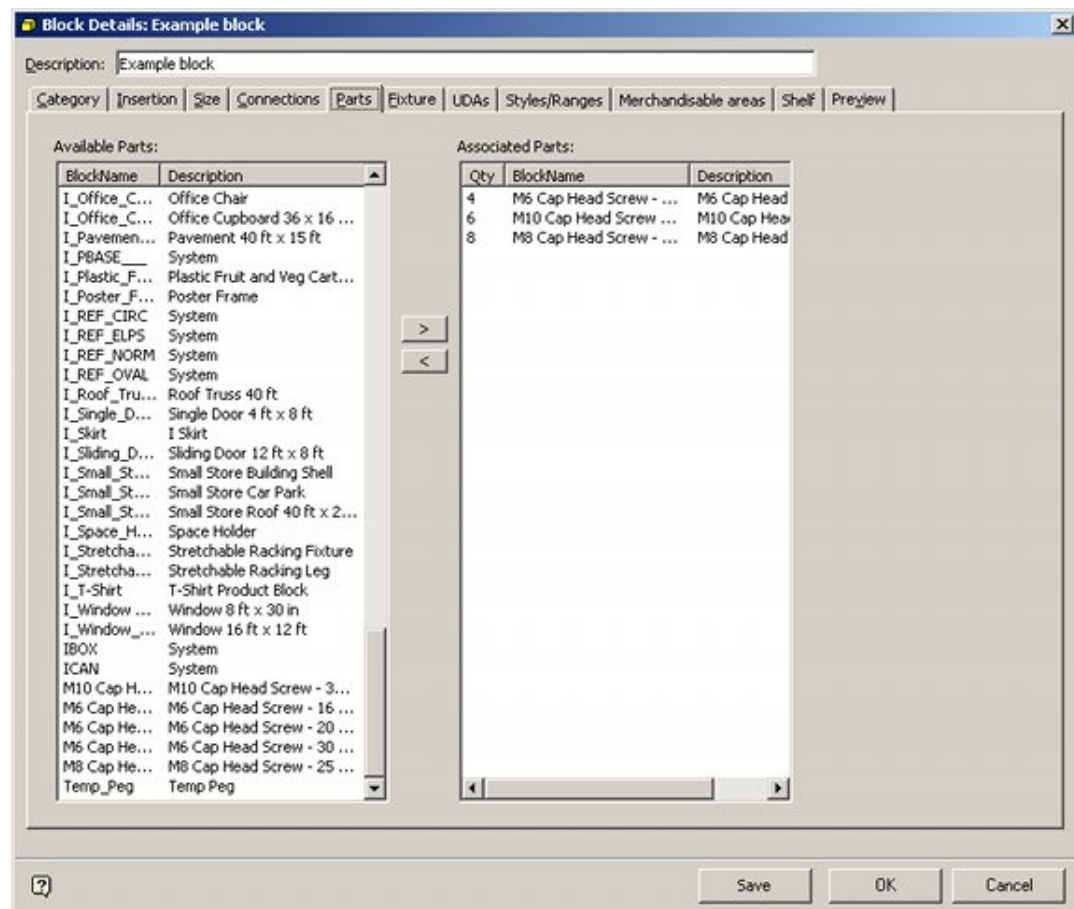 Block Details: Example block
Description: Example block
Category Insertion Size Connections Parts Fixture UDAs Styles/Ranges Merchandisable areas Shelf Preview
Available Parts:
BlockName Description
I_Office_C... Office Chair
I_Office_C... Office Cupboard 36 x 16 ...
I_Pavemen... Pavement 40 ft x 15 ft
I_PBASE___ System
I_Plastic_F... Plastic Fruit and Veg Cart...
I_Poster_F... Poster Frame
I_REF_CIRC System
I_REF_ELPS System
I_REF_NORM System
I_REF_OVAL System
I_Roof_Tru... Roof Truss 40 ft
I_Single_D... Single Door 4 ft x 8 ft
I_Skirt I Skirt
I_Sliding_D... Sliding Door 12 ft x 8 ft
I_Small_St... Small Store Building Shell
I_Small_St... Small Store Car Park
I_Small_St... Small Store Roof 40 ft x 2...
I_Space_H... Space Holder
I_Stretcha... Stretchable Racking Fixture
I_Stretcha... Stretchable Racking Leg
I_T-Shirt T-Shirt Product Block
I_Window ... Window 8 ft x 30 in
I_Window_... Window 16 ft x 12 ft
IBOX System
ICAN System
M10 Cap H... M10 Cap Head Screw - 3...
M6 Cap He... M6 Cap Head Screw - 16 ...
M6 Cap He... M6 Cap Head Screw - 20 ...
M6 Cap He... M6 Cap Head Screw - 30 ...
M8 Cap He... M8 Cap Head Screw - 25 ...
Temp_Peg Temp Peg
>
<
Associated Parts:
Qty BlockName Description
4 M6 Cap Head Screw - ... M6 Cap Head
6 M10 Cap Head Screw ... M10 Cap Hea
8 M8 Cap Head Screw - ... M8 Cap Head
? Save OK Cancel